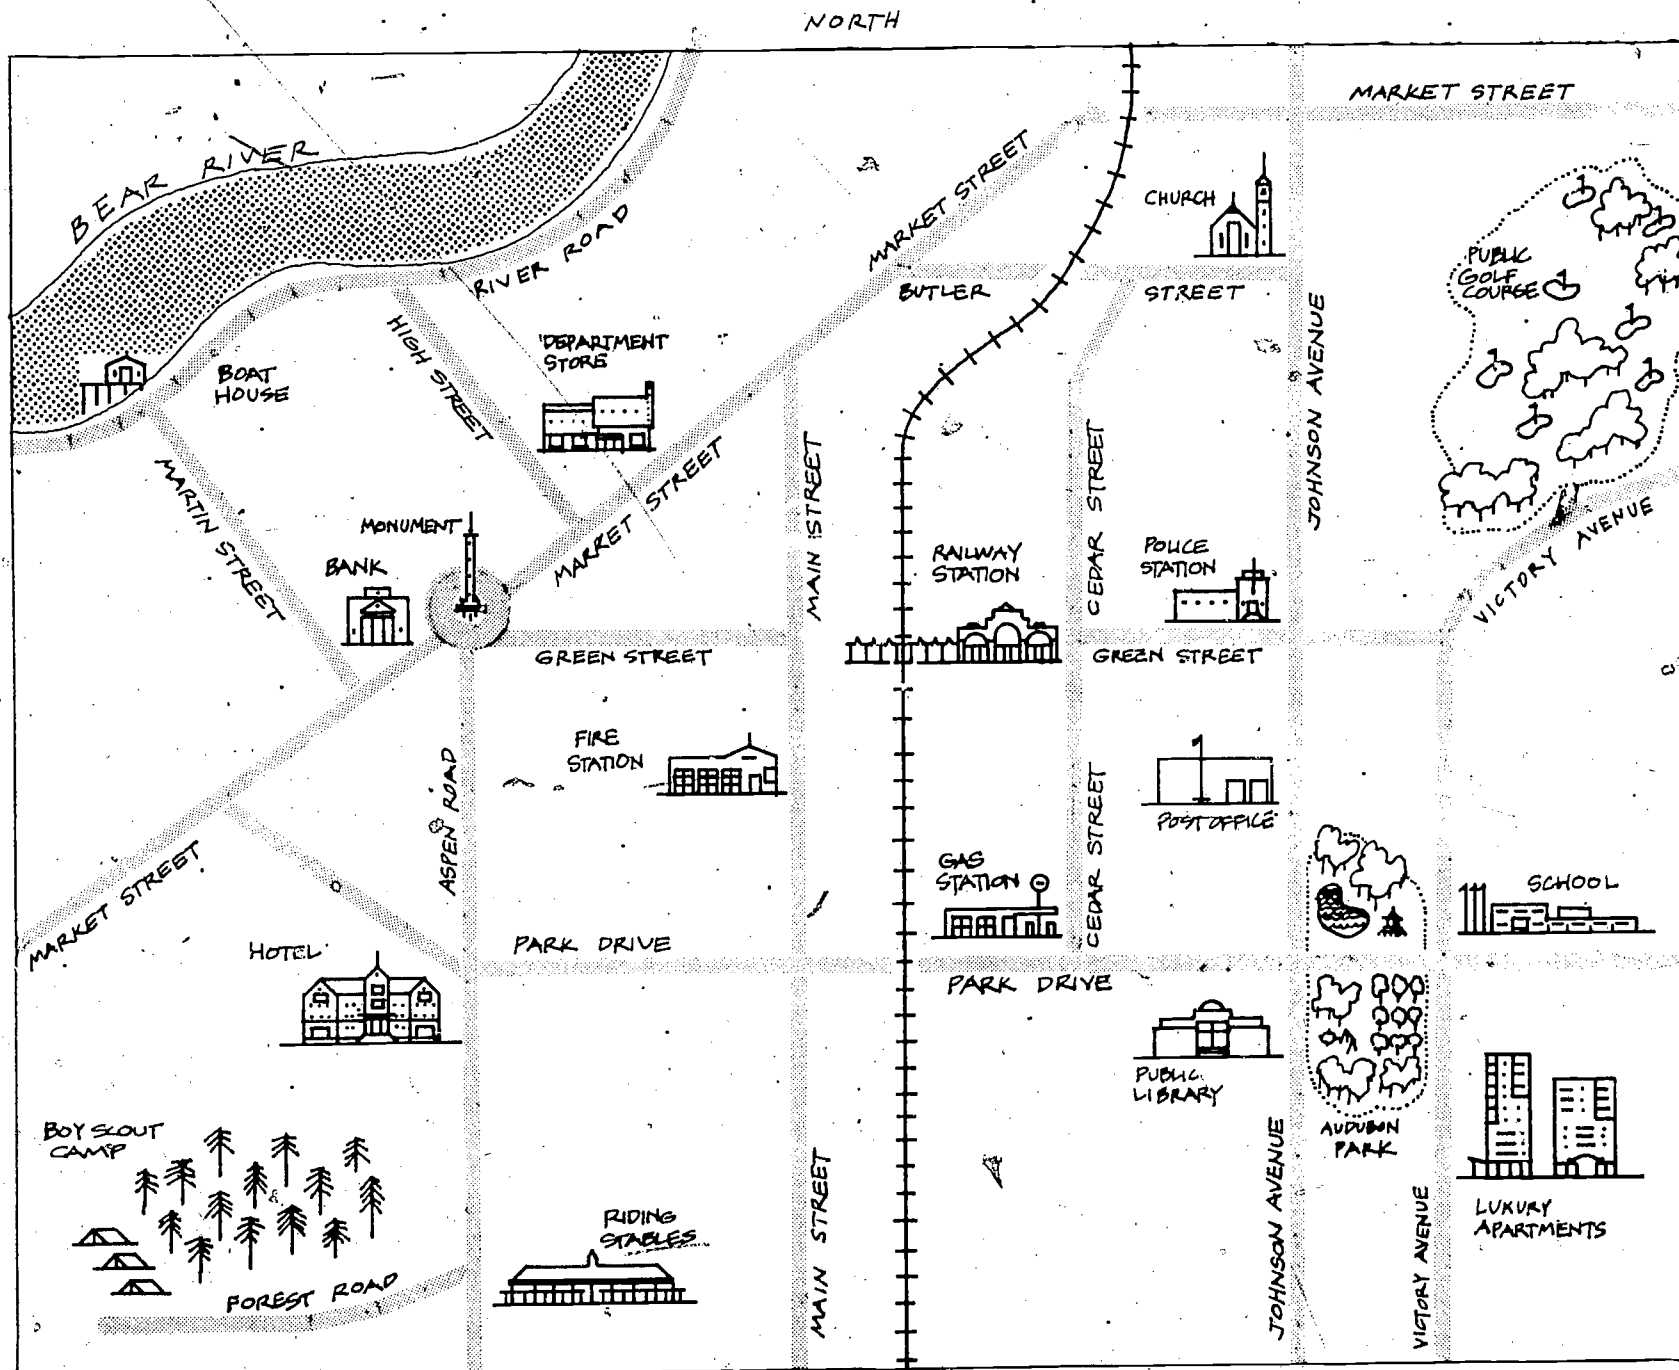 NORTH
MARKET STREET
BEAR RIVER
RIVER ROAD
MARKET STREET
CHURCH
PUBLIC
GOLF
COURSE
BUTLER
STREET
HIGH STREET
DEPARTMENT
STORE
BOAT
HOUSE
JOHNSON AVENUE
MARTIN STREET
MONUMENT
BANK
MARKET STREET
MAIN STREET
RAILWAY
STATION
CEDAR STREET
POLICE
STATION
VICTORY AVENUE
GREEN STREET
GREEN STREET
FIRE
STATION
ASPEN ROAD
POST OFFICE
CEDAR STREET
GAS
STATION
SCHOOL
MARKET STREET
HOTEL
PARK DRIVE
PARK DRIVE
PUBLIC
LIBRARY
AUDUBON
PARK
BOY SCOUT
CAMP
RIDING
STABLES
MAIN STREET
JOHNSON AVENUE
VICTORY AVENUE
LUXURY
APARTMENTS
FOREST ROAD